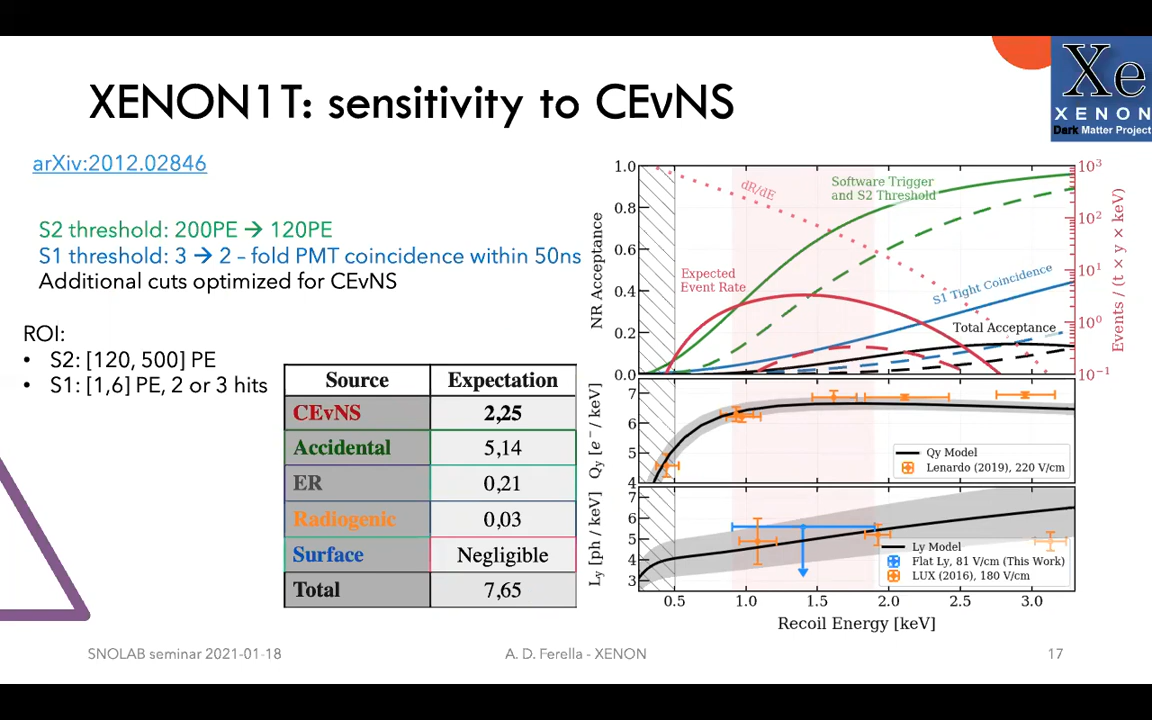 XENON1T: sensitivity to CEνNS
Xe
XENON
Dark Matter Project
arXiv:2012.02846
S2 threshold: 200PE → 120PE
S1 threshold: 3 → 2 – fold PMT coincidence within 50ns
Additional cuts optimized for CEνNS
ROI:
• S2: [120, 500] PE
• S1: [1,6] PE, 2 or 3 hits
Source Expectation
CEνNS 2,25
Accidental 5,14
ER 0,21
Radiogenic 0,03
Surface Negligible
Total 7,65
NR Acceptance
1.0
0.8
0.6
0.4
0.2
0.0
dR/dE
Software Trigger
and S2 Threshold
Expected
Event Rate
S1 Tight Coincidence
Total Acceptance
10³
10²
10¹
10⁰
10⁻¹
Events / (t × y × keV)
Qy [e⁻ / keV]
7
6
5
4
Qy Model
Lenardo (2019), 220 V/cm
Ly [ph / keV]
7
6
5
4
3
Ly Model
Flat Ly, 81 V/cm (This Work)
LUX (2016), 180 V/cm
0.5 1.0 1.5 2.0 2.5 3.0
Recoil Energy [keV]
SNOLAB seminar 2021-01-18
A. D. Ferella - XENON
17